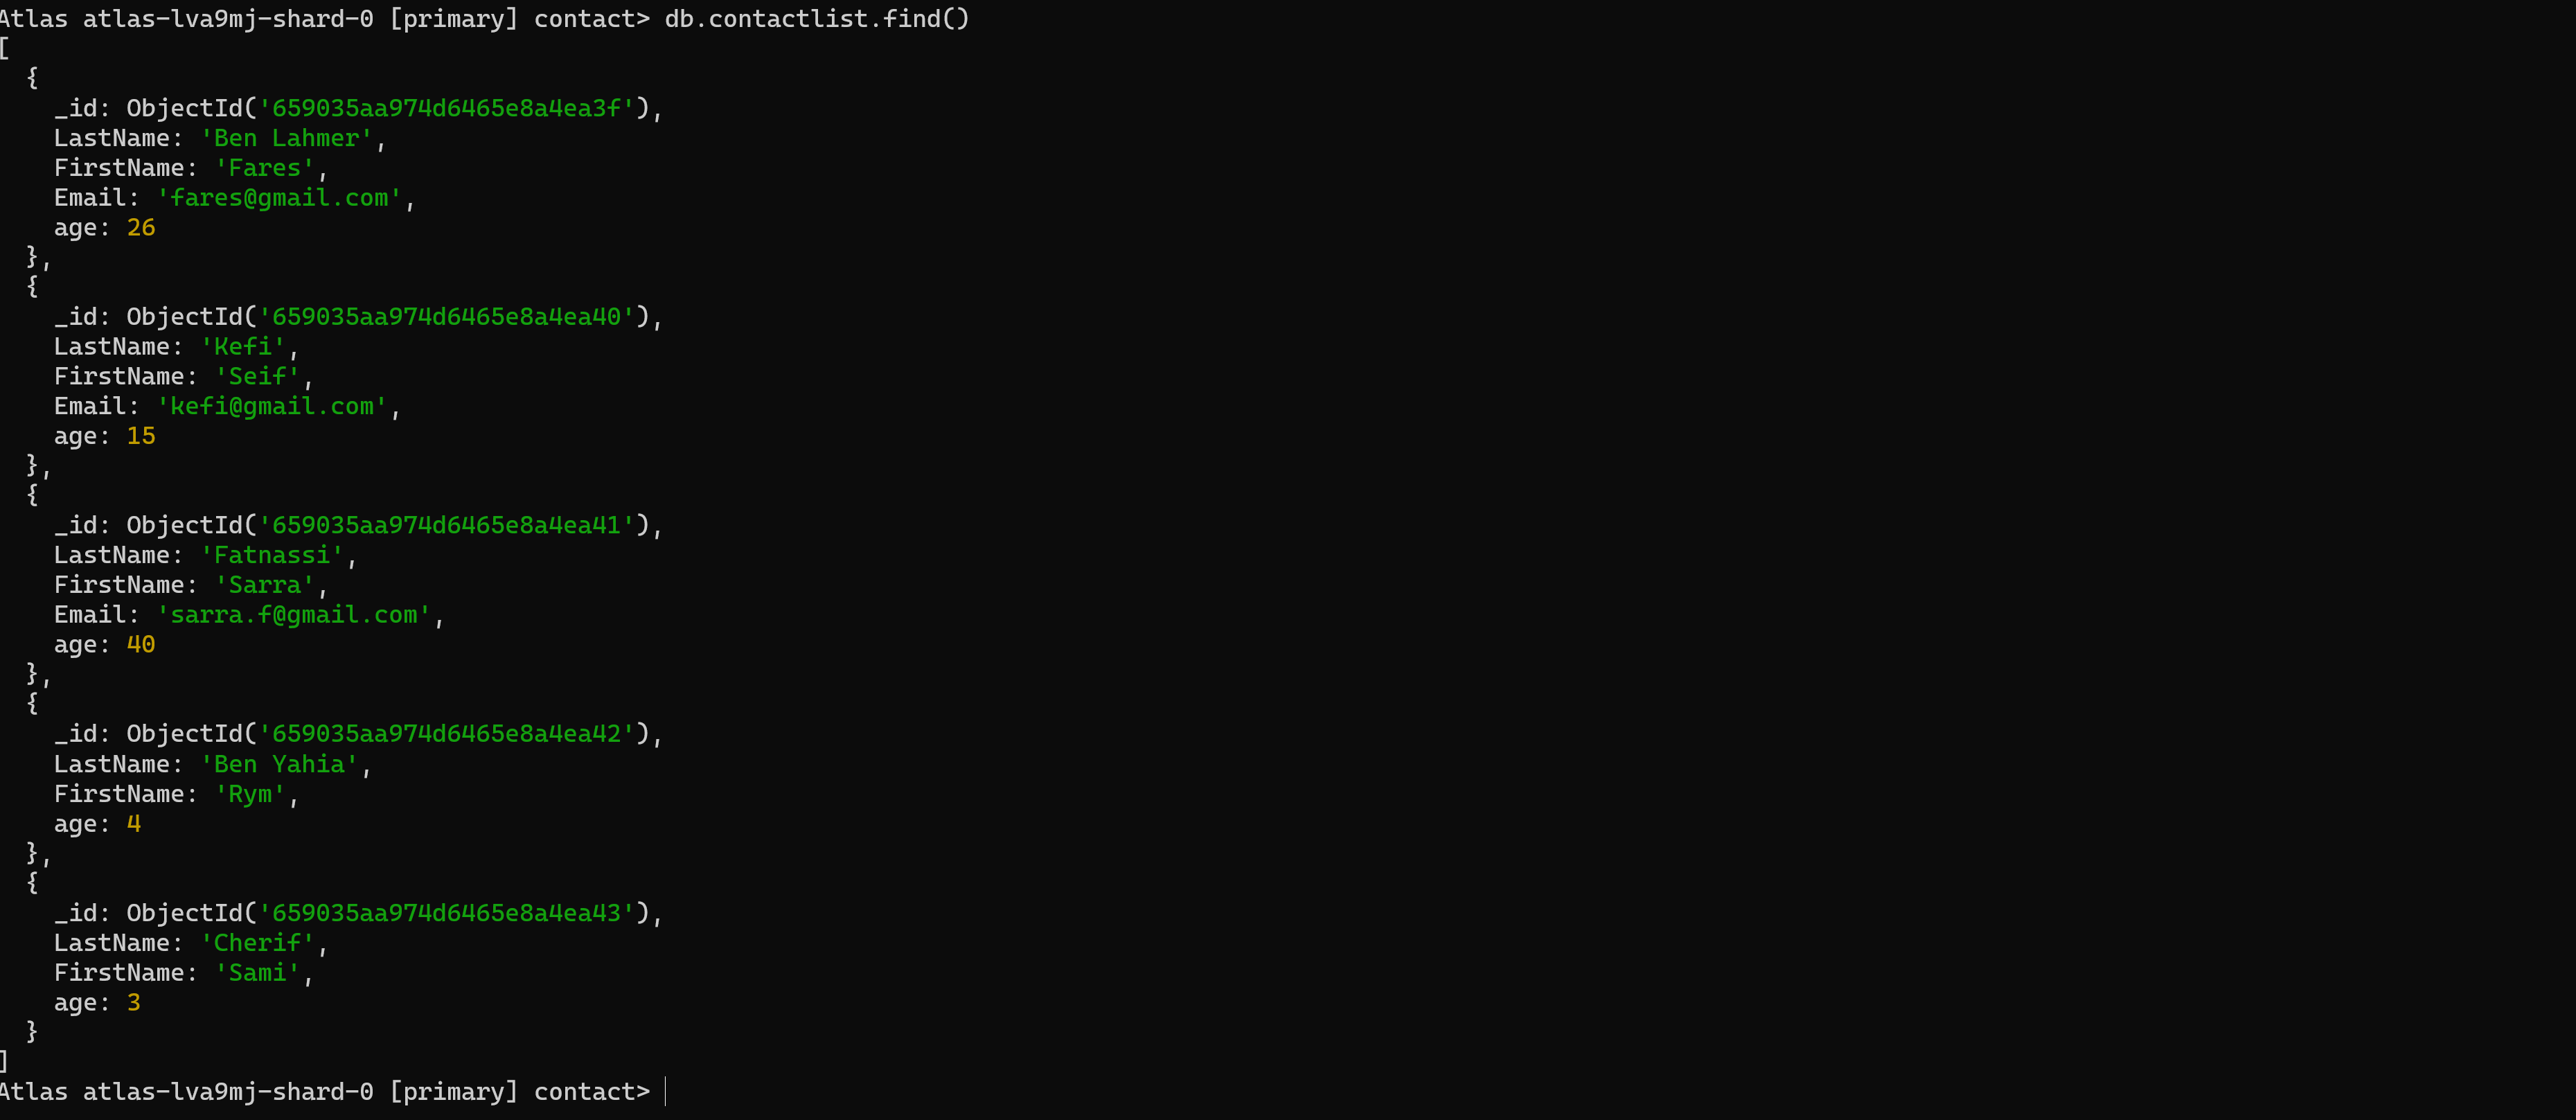 Atlas atlas-lva9mj-shard-0 [primary] contact> db.contactlist.find()
[
  {
    _id: ObjectId('659035aa974d6465e8a4ea3f'),
    LastName: 'Ben Lahmer',
    FirstName: 'Fares',
    Email: 'fares@gmail.com',
    age: 26
  },
  {
    _id: ObjectId('659035aa974d6465e8a4ea40'),
    LastName: 'Kefi',
    FirstName: 'Seif',
    Email: 'kefi@gmail.com',
    age: 15
  },
  {
    _id: ObjectId('659035aa974d6465e8a4ea41'),
    LastName: 'Fatnassi',
    FirstName: 'Sarra',
    Email: 'sarra.f@gmail.com',
    age: 40
  },
  {
    _id: ObjectId('659035aa974d6465e8a4ea42'),
    LastName: 'Ben Yahia',
    FirstName: 'Rym',
    age: 4
  },
  {
    _id: ObjectId('659035aa974d6465e8a4ea43'),
    LastName: 'Cherif',
    FirstName: 'Sami',
    age: 3
  }
]
Atlas atlas-lva9mj-shard-0 [primary] contact>